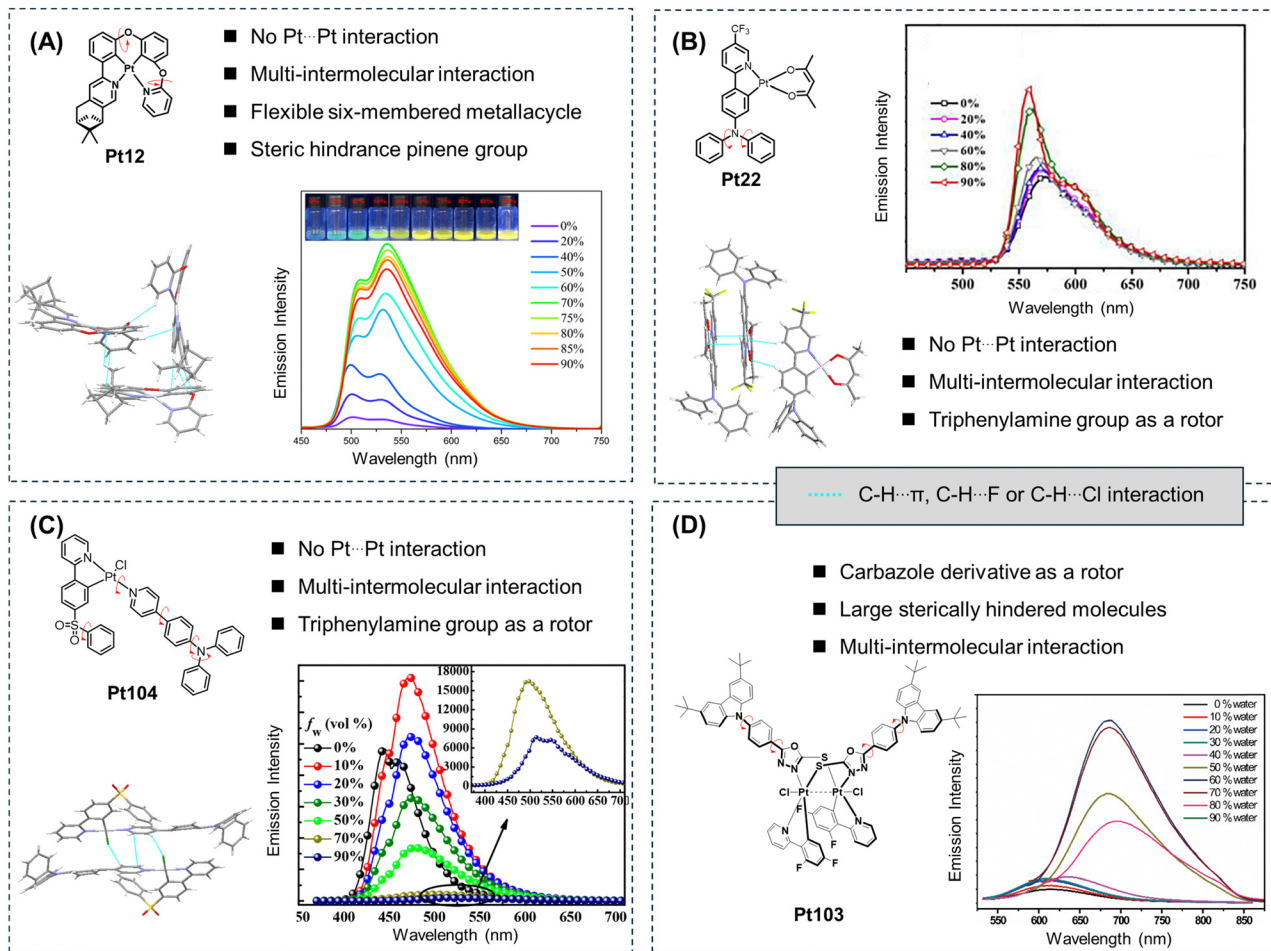 (A)
Pt
O
O
N
N
Pt12
■ No Pt···Pt interaction
■ Multi-intermolecular interaction
■ Flexible six-membered metallacycle
■ Steric hindrance pinene group
Emission Intensity
0%
20%
40%
50%
60%
70%
75%
80%
85%
90%
450 500 550 600 650 700 750
Wavelength (nm)
(B)
CF3
N
Pt
O
O
N
Pt22
Emission Intensity
0%
20%
40%
60%
80%
90%
500 550 600 650 700 750
Wavelength (nm)
■ No Pt···Pt interaction
■ Multi-intermolecular interaction
■ Triphenylamine group as a rotor
C-H···π, C-H···F or C-H···Cl interaction
(C)
N
Cl
Pt
N
O=S
O
N
Pt104
■ No Pt···Pt interaction
■ Multi-intermolecular interaction
■ Triphenylamine group as a rotor
Emission Intensity
fw (vol %)
0%
10%
20%
30%
50%
70%
90%
18000
15000
12000
9000
6000
3000
0
400 450 500 550 600 650 700
50 400 450 500 550 600 650 700
Wavelength (nm)
(D)
■ Carbazole derivative as a rotor
■ Large sterically hindered molecules
■ Multi-intermolecular interaction
N
N
O
S
O
N-N
S
N-N
Cl
Pt
Pt
Cl
F
N
N
F
F
F
Pt103
Emission Intensity
0 % water
10 % water
20 % water
30 % water
40 % water
50 % water
60 % water
70 % water
80 % water
90 % water
600 700 800
550 650 750 850
Wavelength (nm)